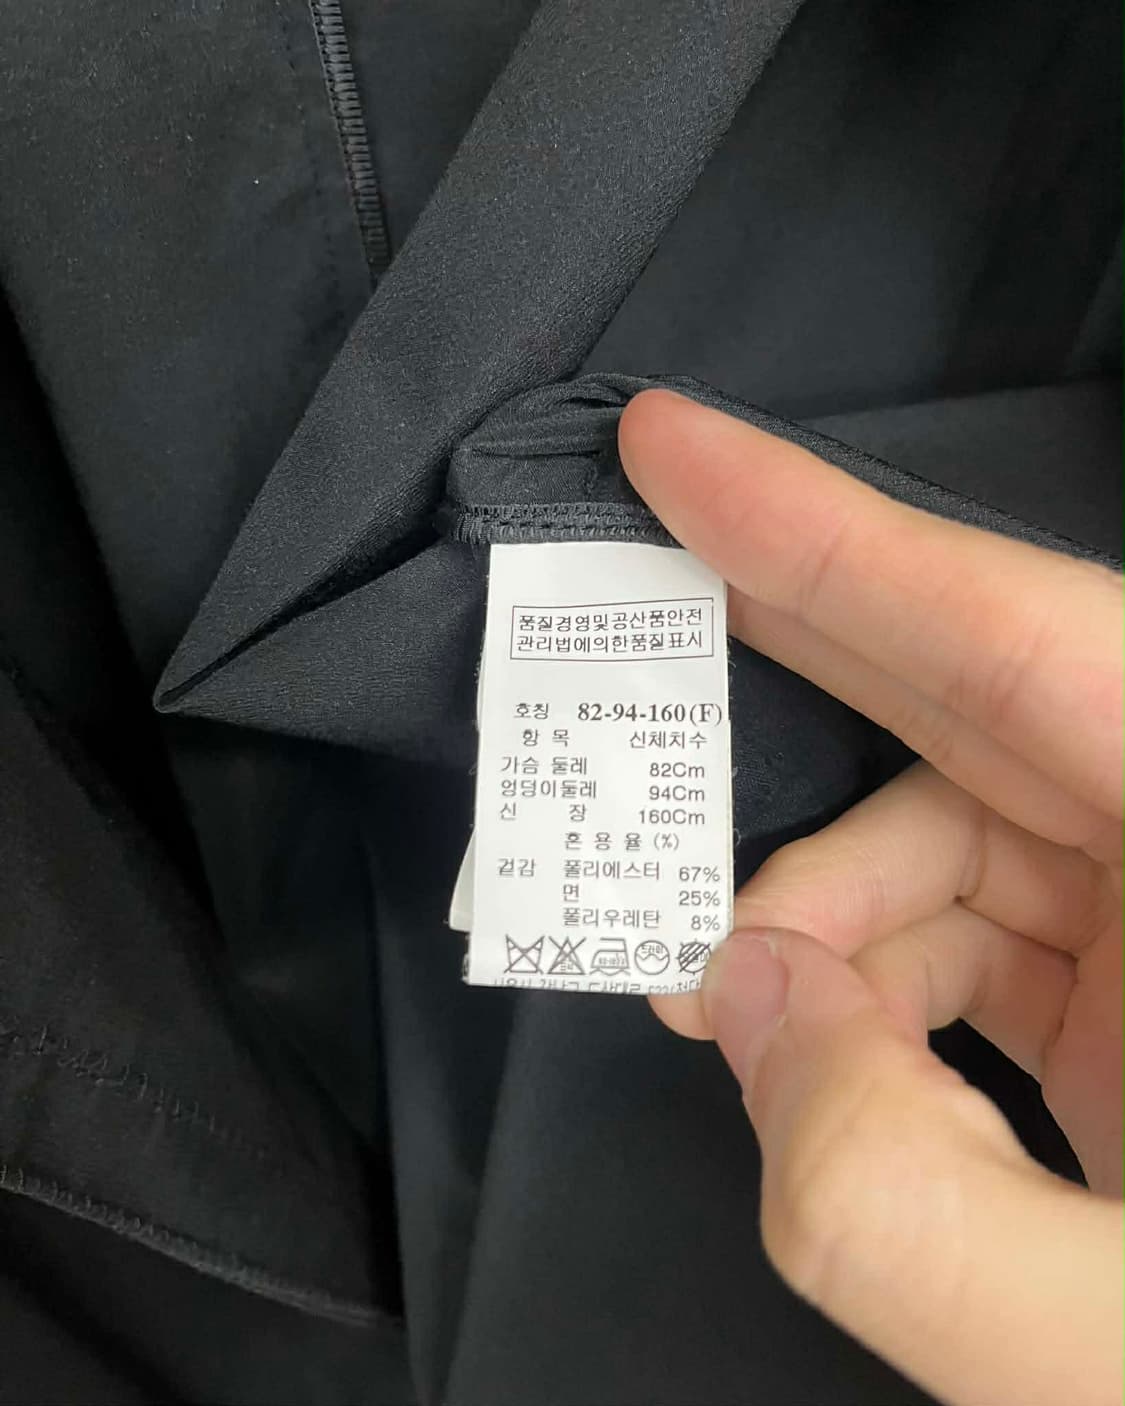 품질경영및공산품안전
관리법에의한품질표시
호칭 82-94-160(F)
항 목 신체치수
가슴 둘레 82Cm
엉덩이둘레 94Cm
신 장 160Cm
혼 용 율 (%)
겉감 폴리에스터 67%
면 25%
폴리우레탄 8%
드라이